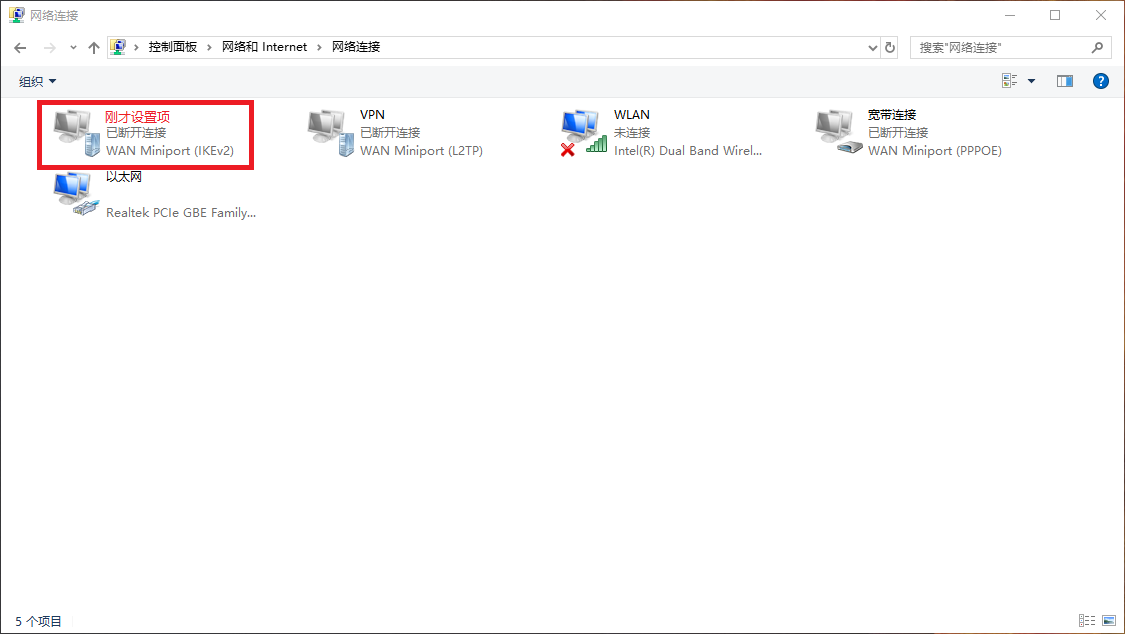 网络连接
控制面板 网络和 Internet 网络连接
搜索"网络连接"
组织
刚才设置项
已断开连接
WAN Miniport (IKEv2)
VPN
已断开连接
WAN Miniport (L2TP)
WLAN
未连接
Intel(R) Dual Band Wirel...
宽带连接
已断开连接
WAN Miniport (PPPOE)
以太网
Realtek PCIe GBE Family...
5 个项目